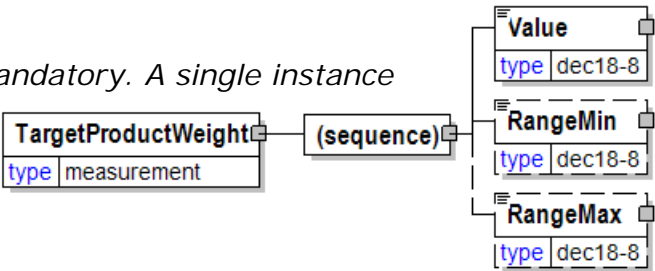 Value
type dec18-8
andatory. A single instance
RangeMin
TargetProductWeight (sequence)
type measurement
type dec18-8
RangeMax
type dec18-8